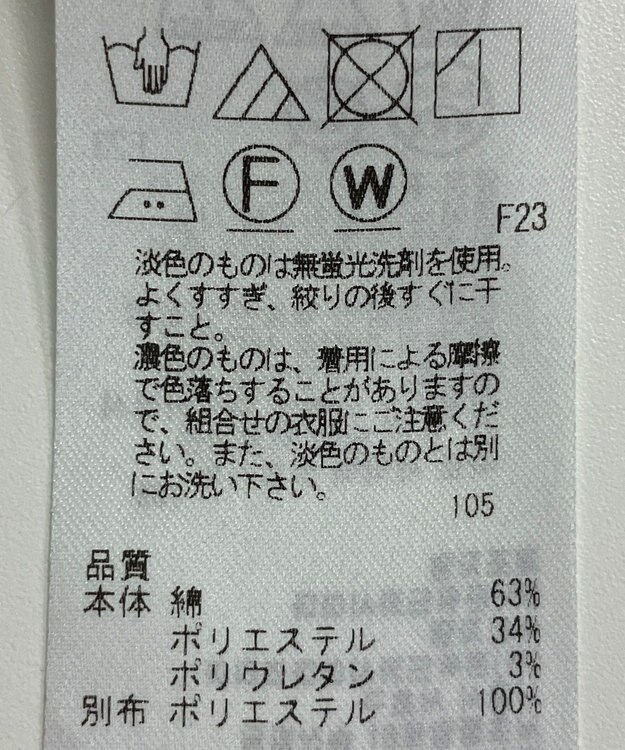 F W
F23
淡色のものは無蛍光洗剤を使用。
よくすすぎ、絞りの後すぐに干
すこと。
濃色のものは、着用による摩擦
で色落ちすることがありますの
で、組合せの衣服にご注意くだ
さい。また、淡色のものとは別
にお洗い下さい。
105
品質
本体 綿 63%
ポリエステル 34%
ポリウレタン 3%
別布 ポリエステル 100%